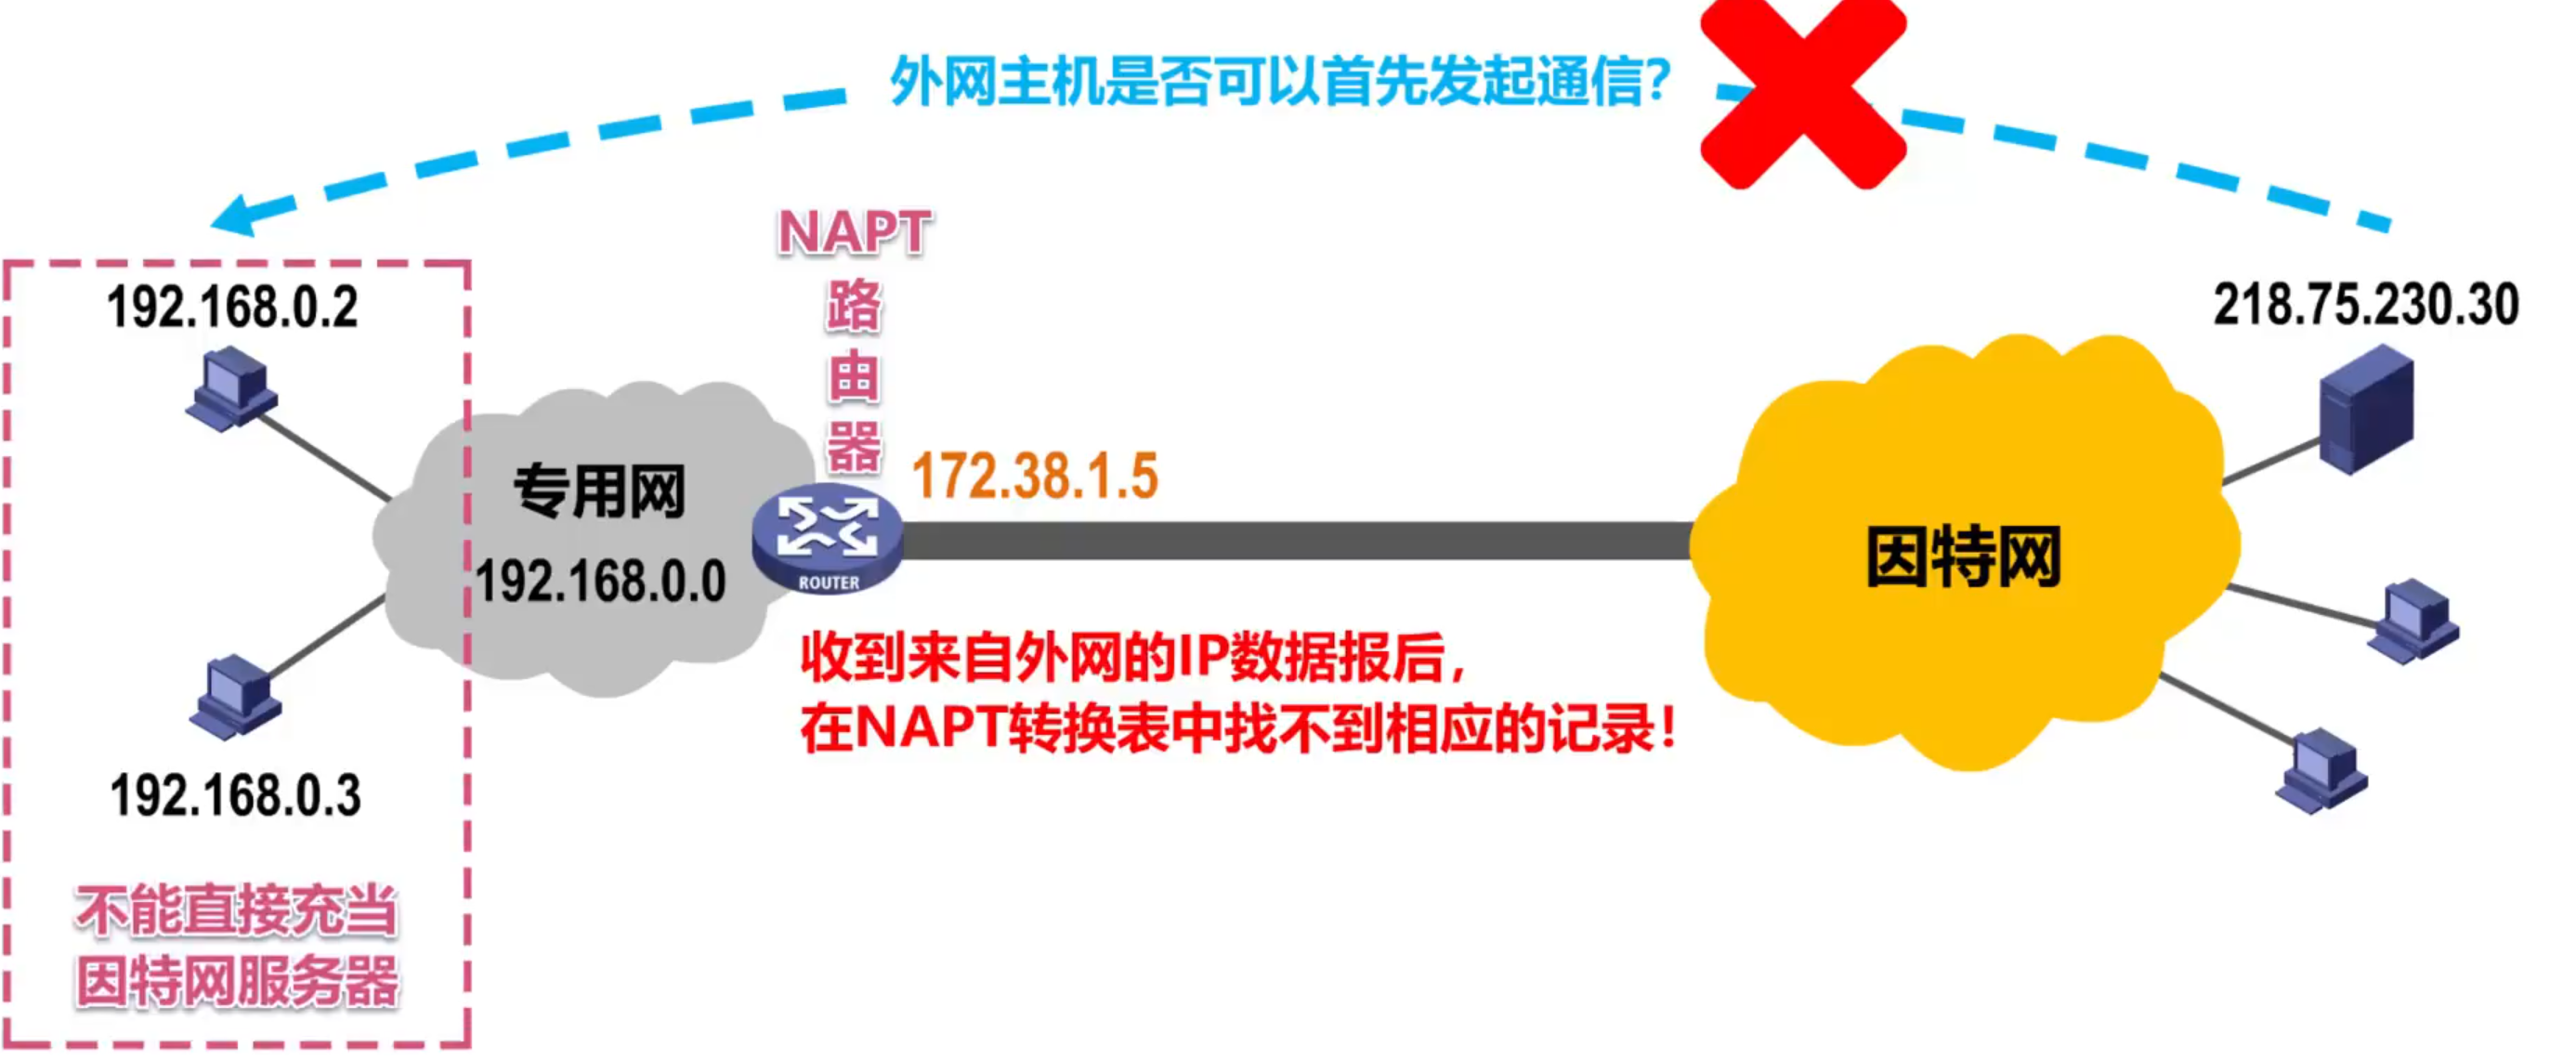 外网主机是否可以首先发起通信?
NAPT
路
由
器
192.168.0.2
218.75.230.30
172.38.1.5
专用网
192.168.0.0
ROUTER
因特网
收到来自外网的IP数据报后,
在NAPT转换表中找不到相应的记录!
192.168.0.3
不能直接充当
因特网服务器